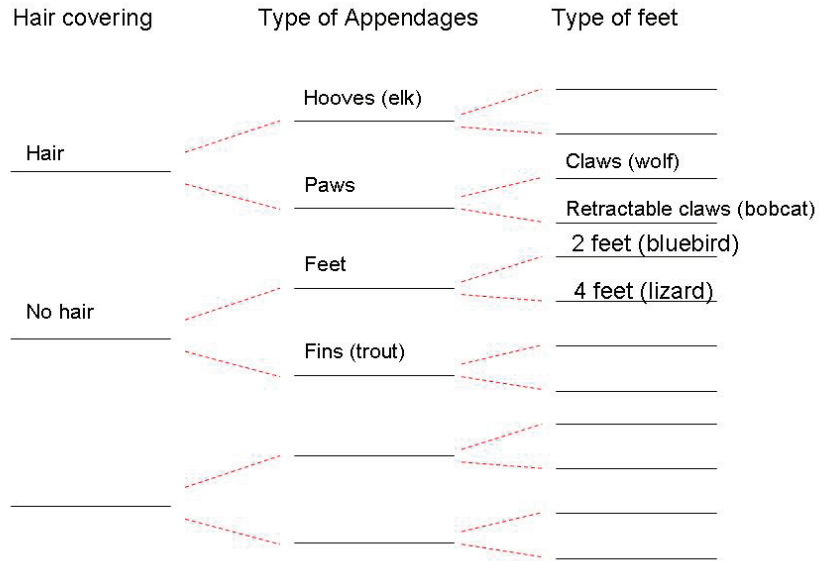 Hair covering
Type of Appendages
Type of feet
Hooves (elk)
Hair
Claws (wolf)
Paws
Retractable claws (bobcat)
2 feet (bluebird)
Feet
4 feet (lizard)
No hair
Fins (trout)